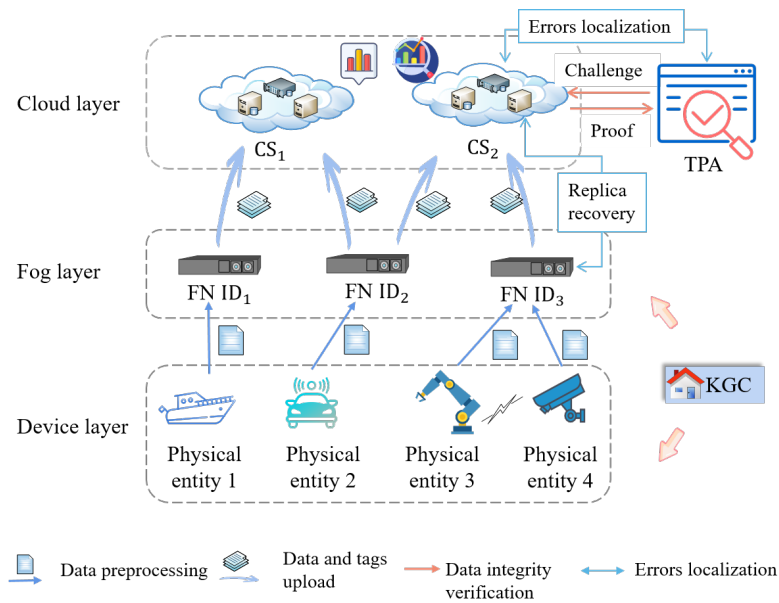 Errors localization
Cloud layer
Challenge
Proof
CS₁
CS₂
TPA
Replica
recovery
Fog layer
FN ID₁
FN ID₂
FN ID₃
KGC
Device layer
Physical
entity 1
Physical
entity 2
Physical
entity 3
Physical
entity 4
Data preprocessing
Data and tags
upload
Data integrity
verification
Errors localization